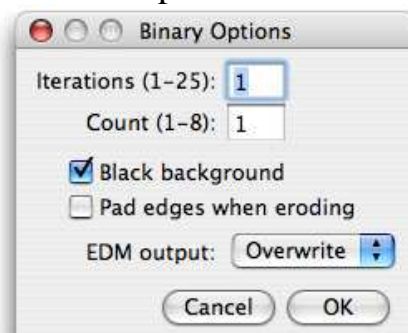 Binary Options
Iterations (1-25): 1
Count (1-8): 1
Black background
Pad edges when eroding
EDM output: Overwrite
Cancel OK